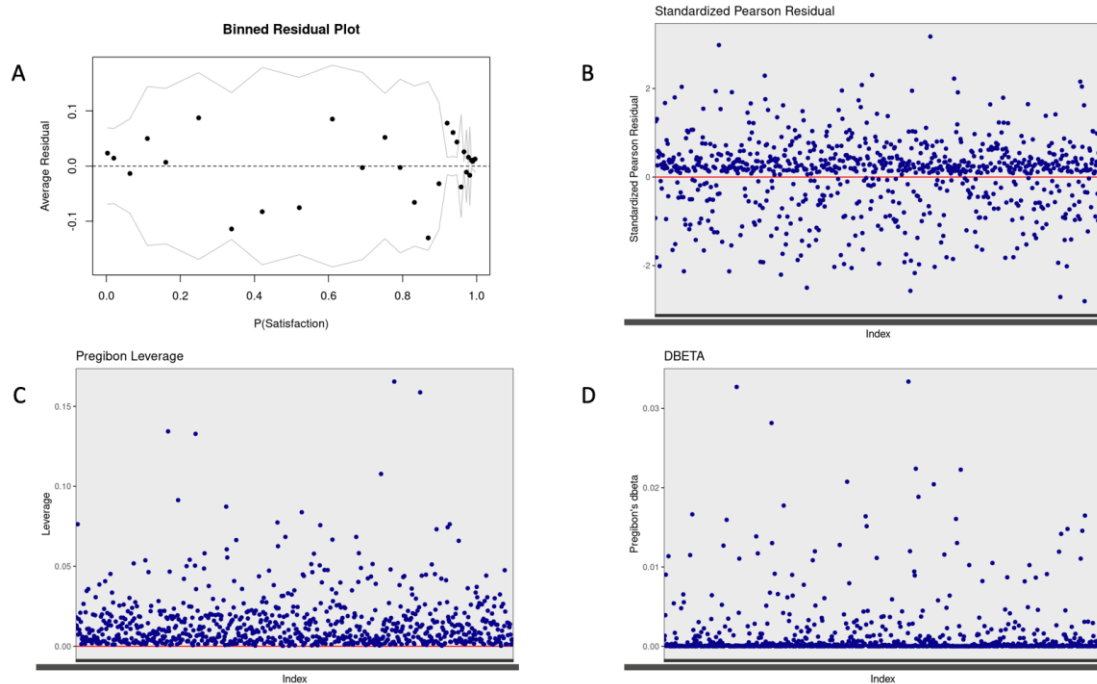 A
Binned Residual Plot
Average Residual
0.1
0.0
-0.1
0.0 0.2 0.4 0.6 0.8 1.0
P(Satisfaction)
B
Standardized Pearson Residual
Standardized Pearson Residual
2
0
-2
Index
C
Pregibon Leverage
Leverage
0.15
0.10
0.05
0.00
Index
D
DBETA
Pregibon's dbeta
0.03
0.02
0.01
0.00
Index